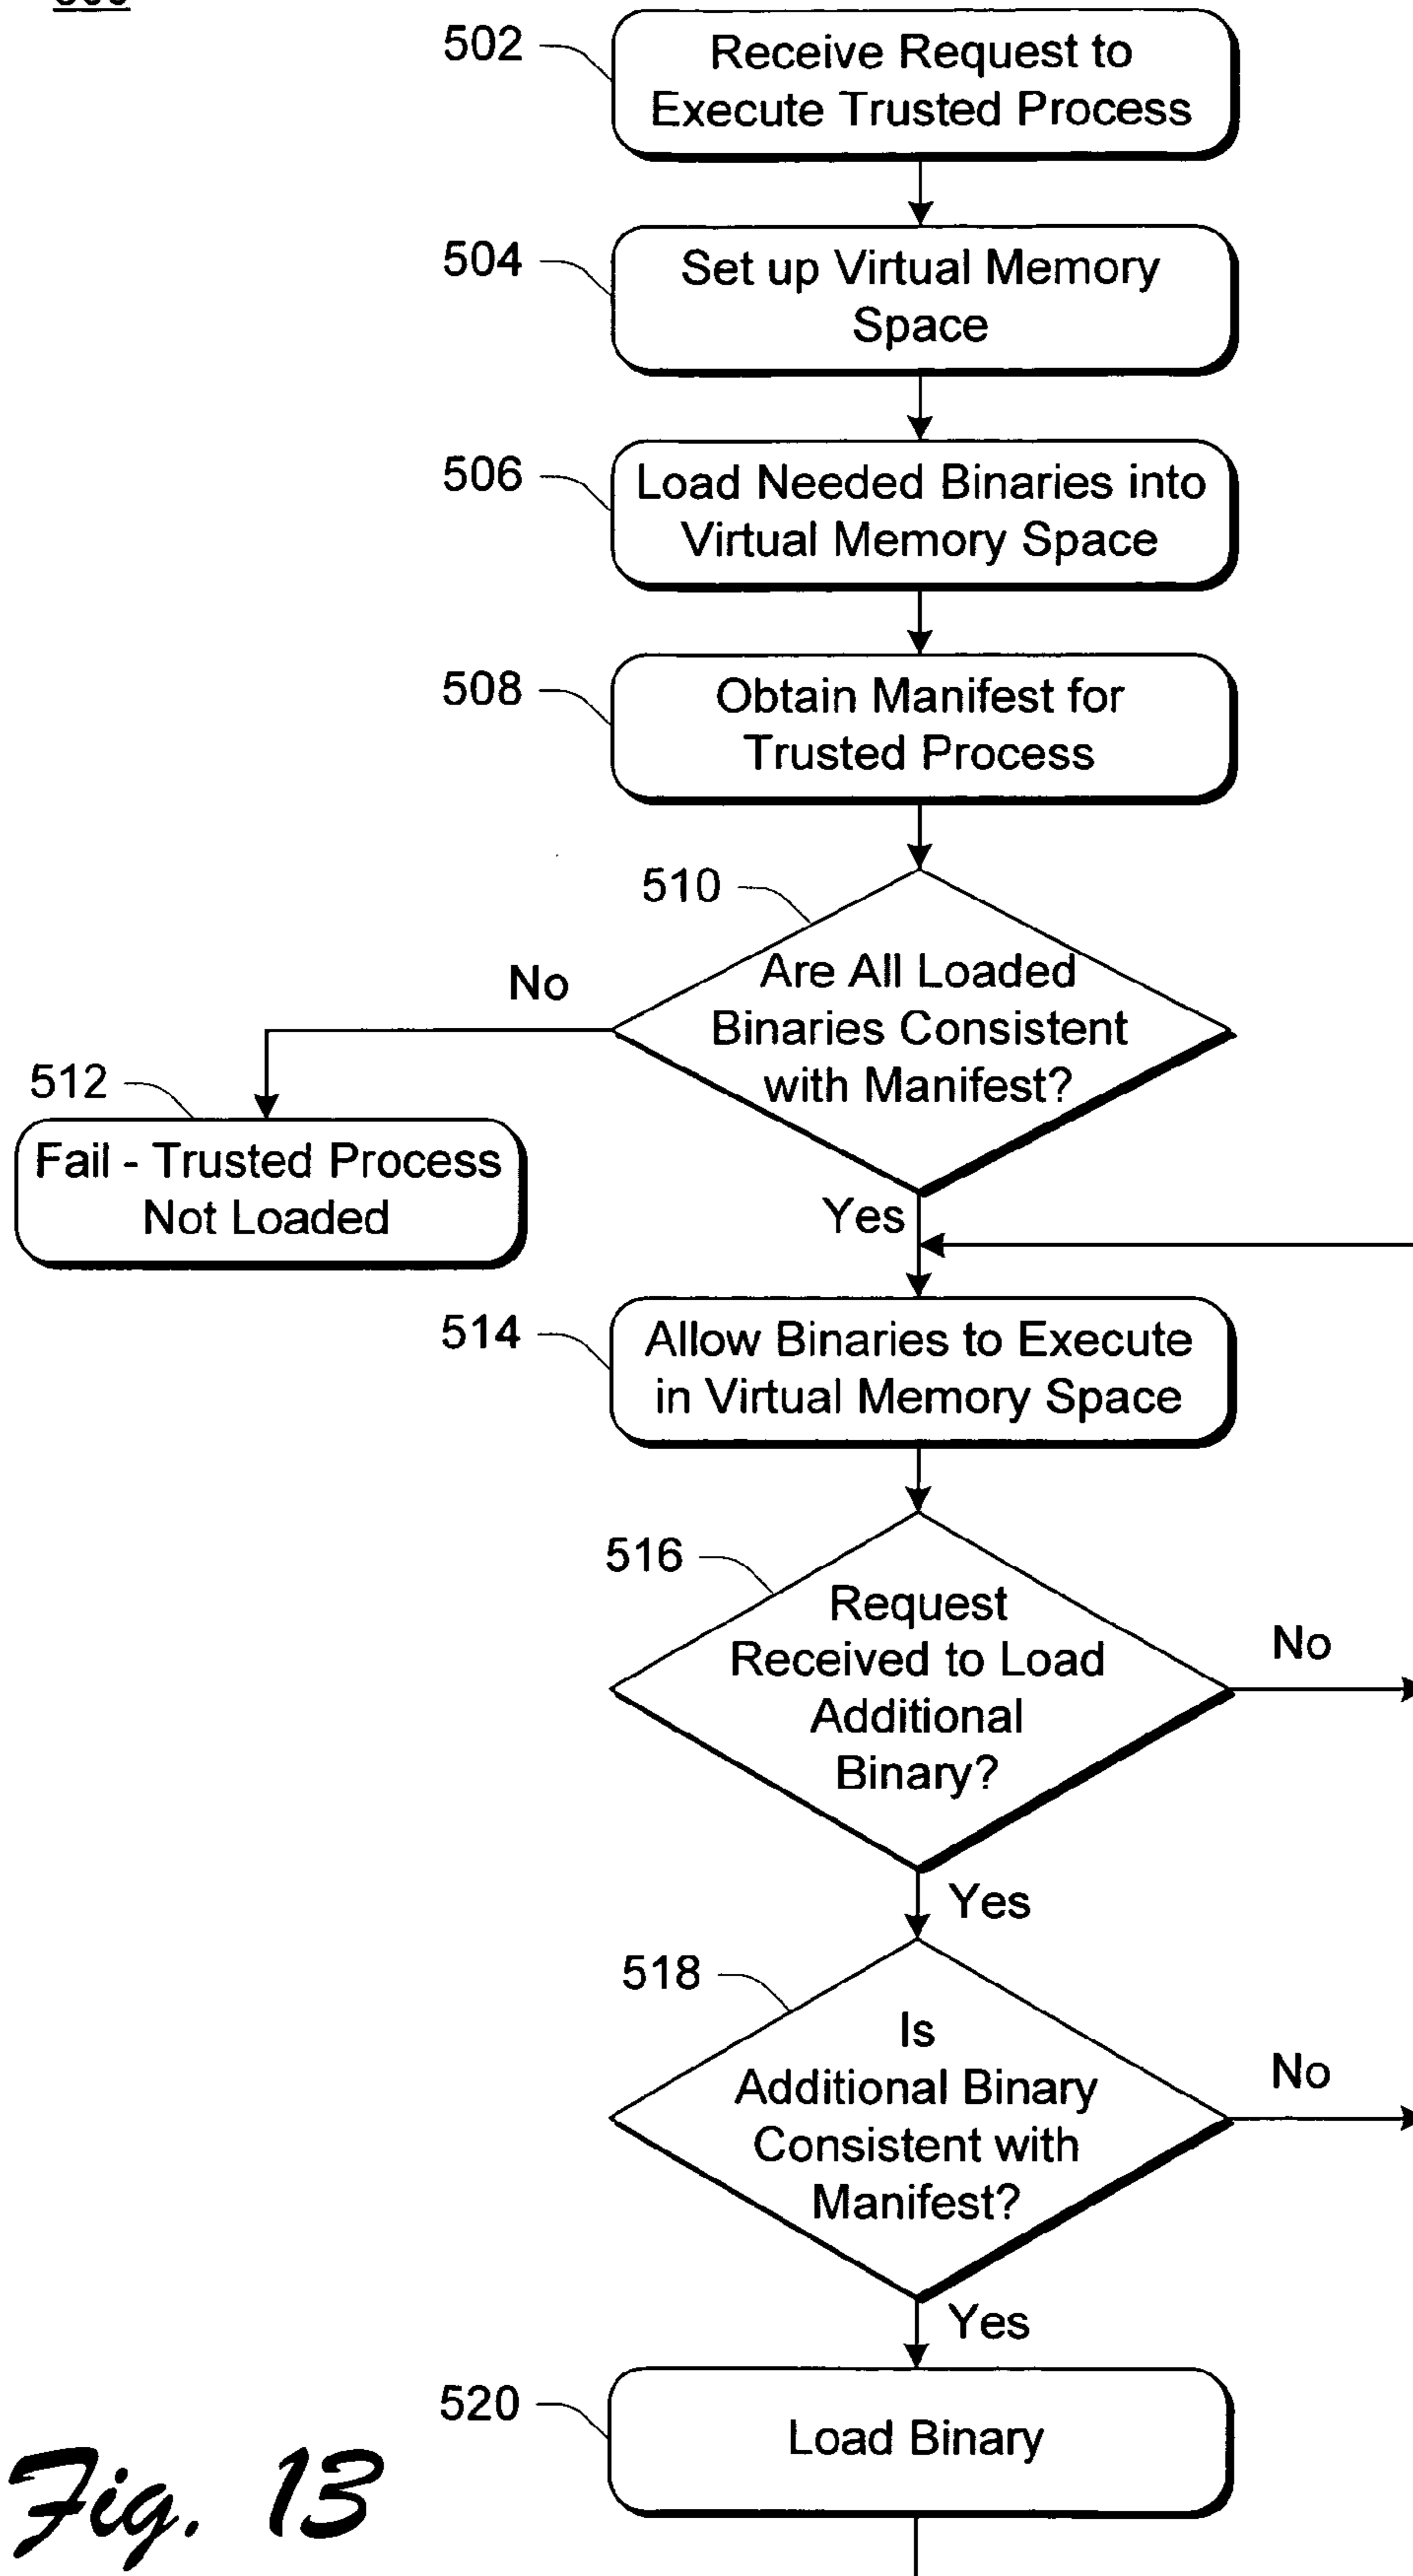 502
Receive Request to
Execute Trusted Process
504
Set up Virtual Memory
Space
506
Load Needed Binaries into
Virtual Memory Space
508
Obtain Manifest for
Trusted Process
510
Are All Loaded
Binaries Consistent
with Manifest?
No
512
Fail - Trusted Process
Not Loaded
Yes
514
Allow Binaries to Execute
in Virtual Memory Space
516
Request
Received to Load
Additional
Binary?
No
Yes
518
Is
Additional Binary
Consistent with
Manifest?
No
Yes
520
Load Binary
Fig. 13